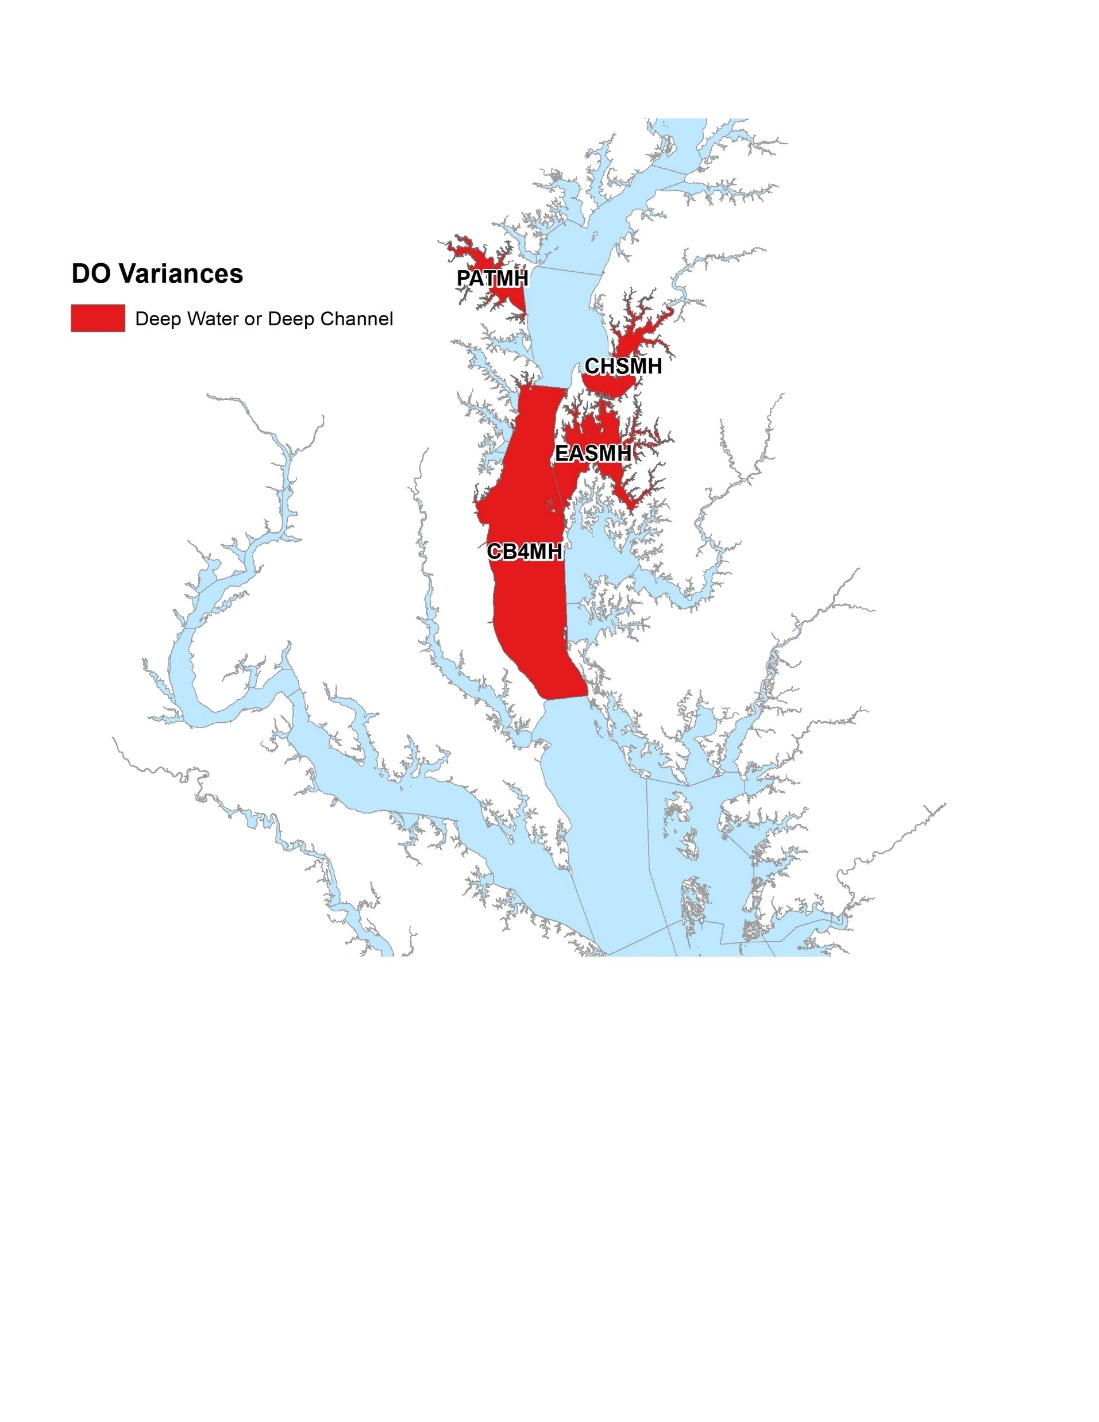 PATMH
DO Variances
Deep Water or Deep Channel
CHSMH
EASMH
CB4MH